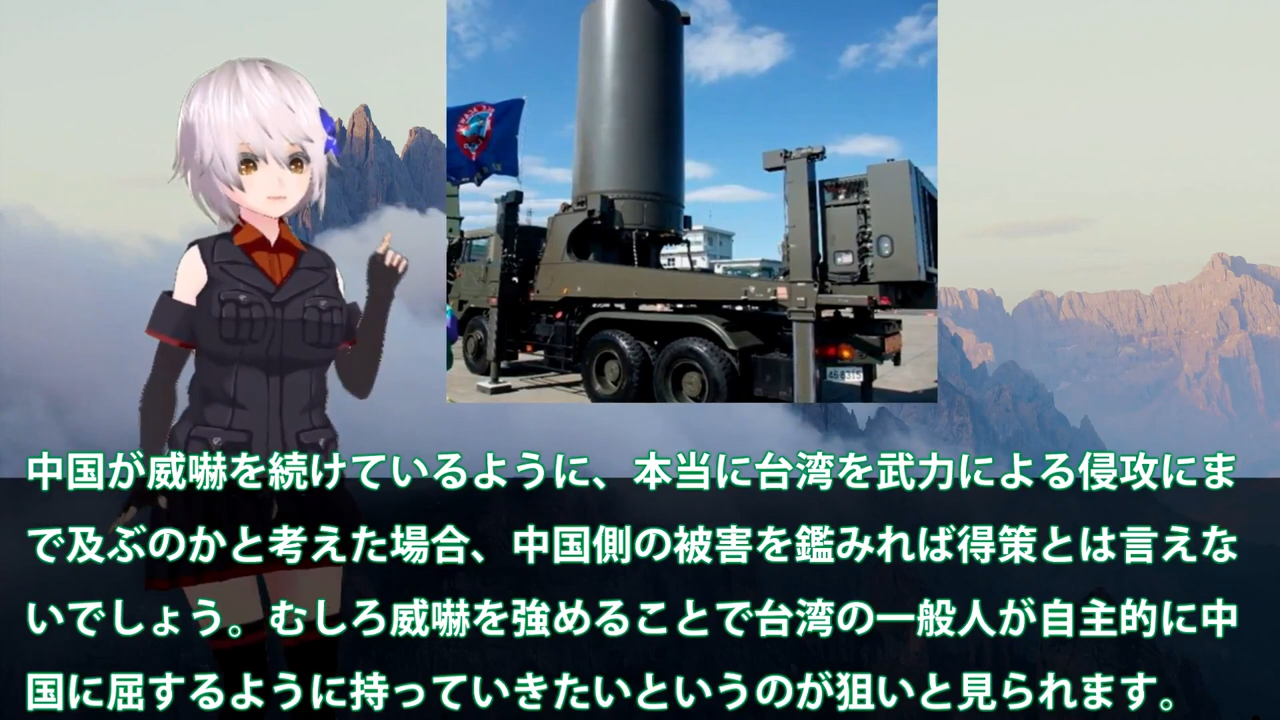 46-8315
中国が威嚇を続けているように、本当に台湾を武力による侵攻にま
で及ぶのかと考えた場合、中国側の被害を鑑みれば得策とは言えな
いでしょう。むしろ威嚇を強めることで台湾の一般人が自主的に中
国に屈するように持っていきたいというのが狙いと見られます。